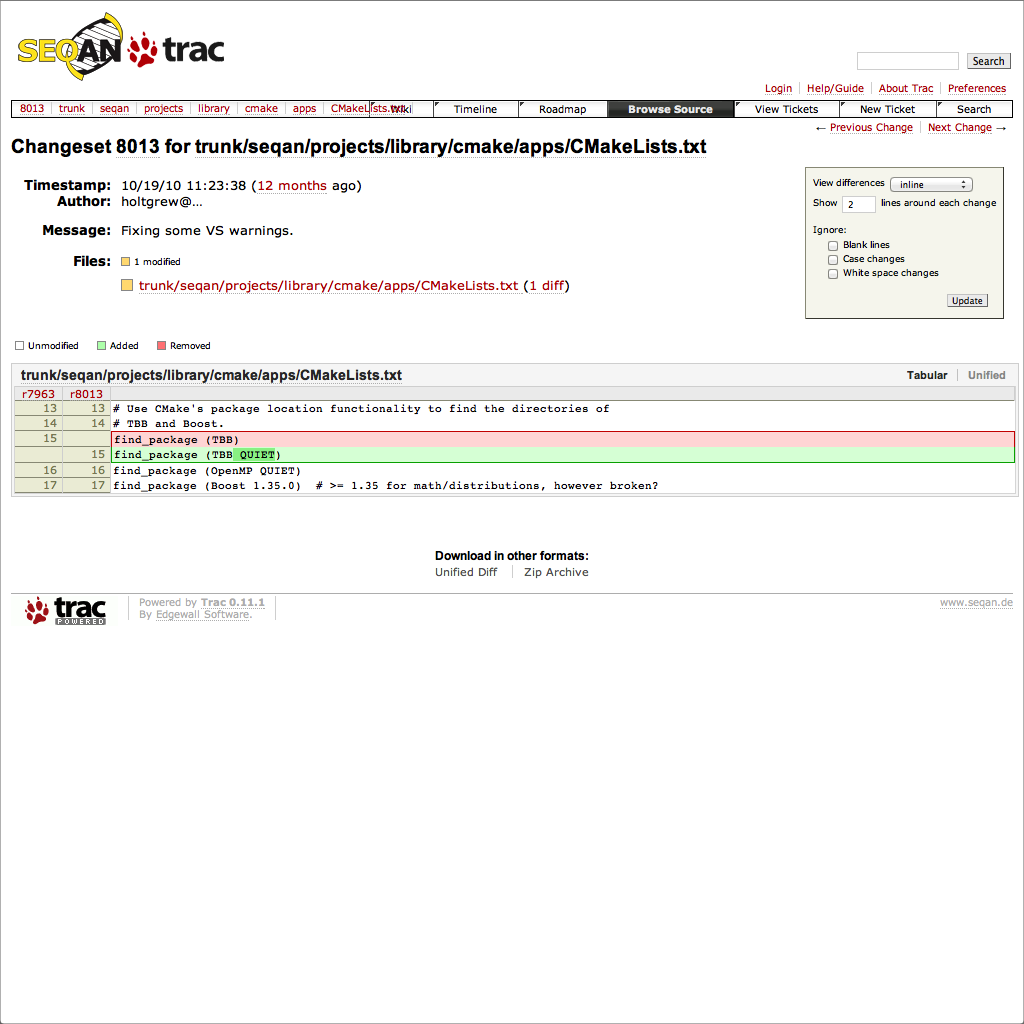 SEQAN trac
Search
Login Help/Guide About Trac Preferences
8013 trunk seqan projects library cmake apps CMakeLists.txt Wiki Timeline Roadmap Browse Source View Tickets New Ticket Search
← Previous Change Next Change →
Changeset 8013 for trunk/seqan/projects/library/cmake/apps/CMakeLists.txt
Timestamp: 10/19/10 11:23:38 (12 months ago)
Author: holtgrew@...
Message: Fixing some VS warnings.
Files: 1 modified
trunk/seqan/projects/library/cmake/apps/CMakeLists.txt (1 diff)
View differences inline
Show 2 lines around each change
Ignore:
Blank lines
Case changes
White space changes
Update
Unmodified Added Removed
trunk/seqan/projects/library/cmake/apps/CMakeLists.txt Tabular Unified
r7963 r8013
13 13 # Use CMake's package location functionality to find the directories of
14 14 # TBB and Boost.
15 find_package (TBB)
15 find_package (TBB QUIET)
16 16 find_package (OpenMP QUIET)
17 17 find_package (Boost 1.35.0)  # >= 1.35 for math/distributions, however broken?
Download in other formats:
Unified Diff Zip Archive
trac POWERED
Powered by Trac 0.11.1
By Edgewall Software.
www.seqan.de